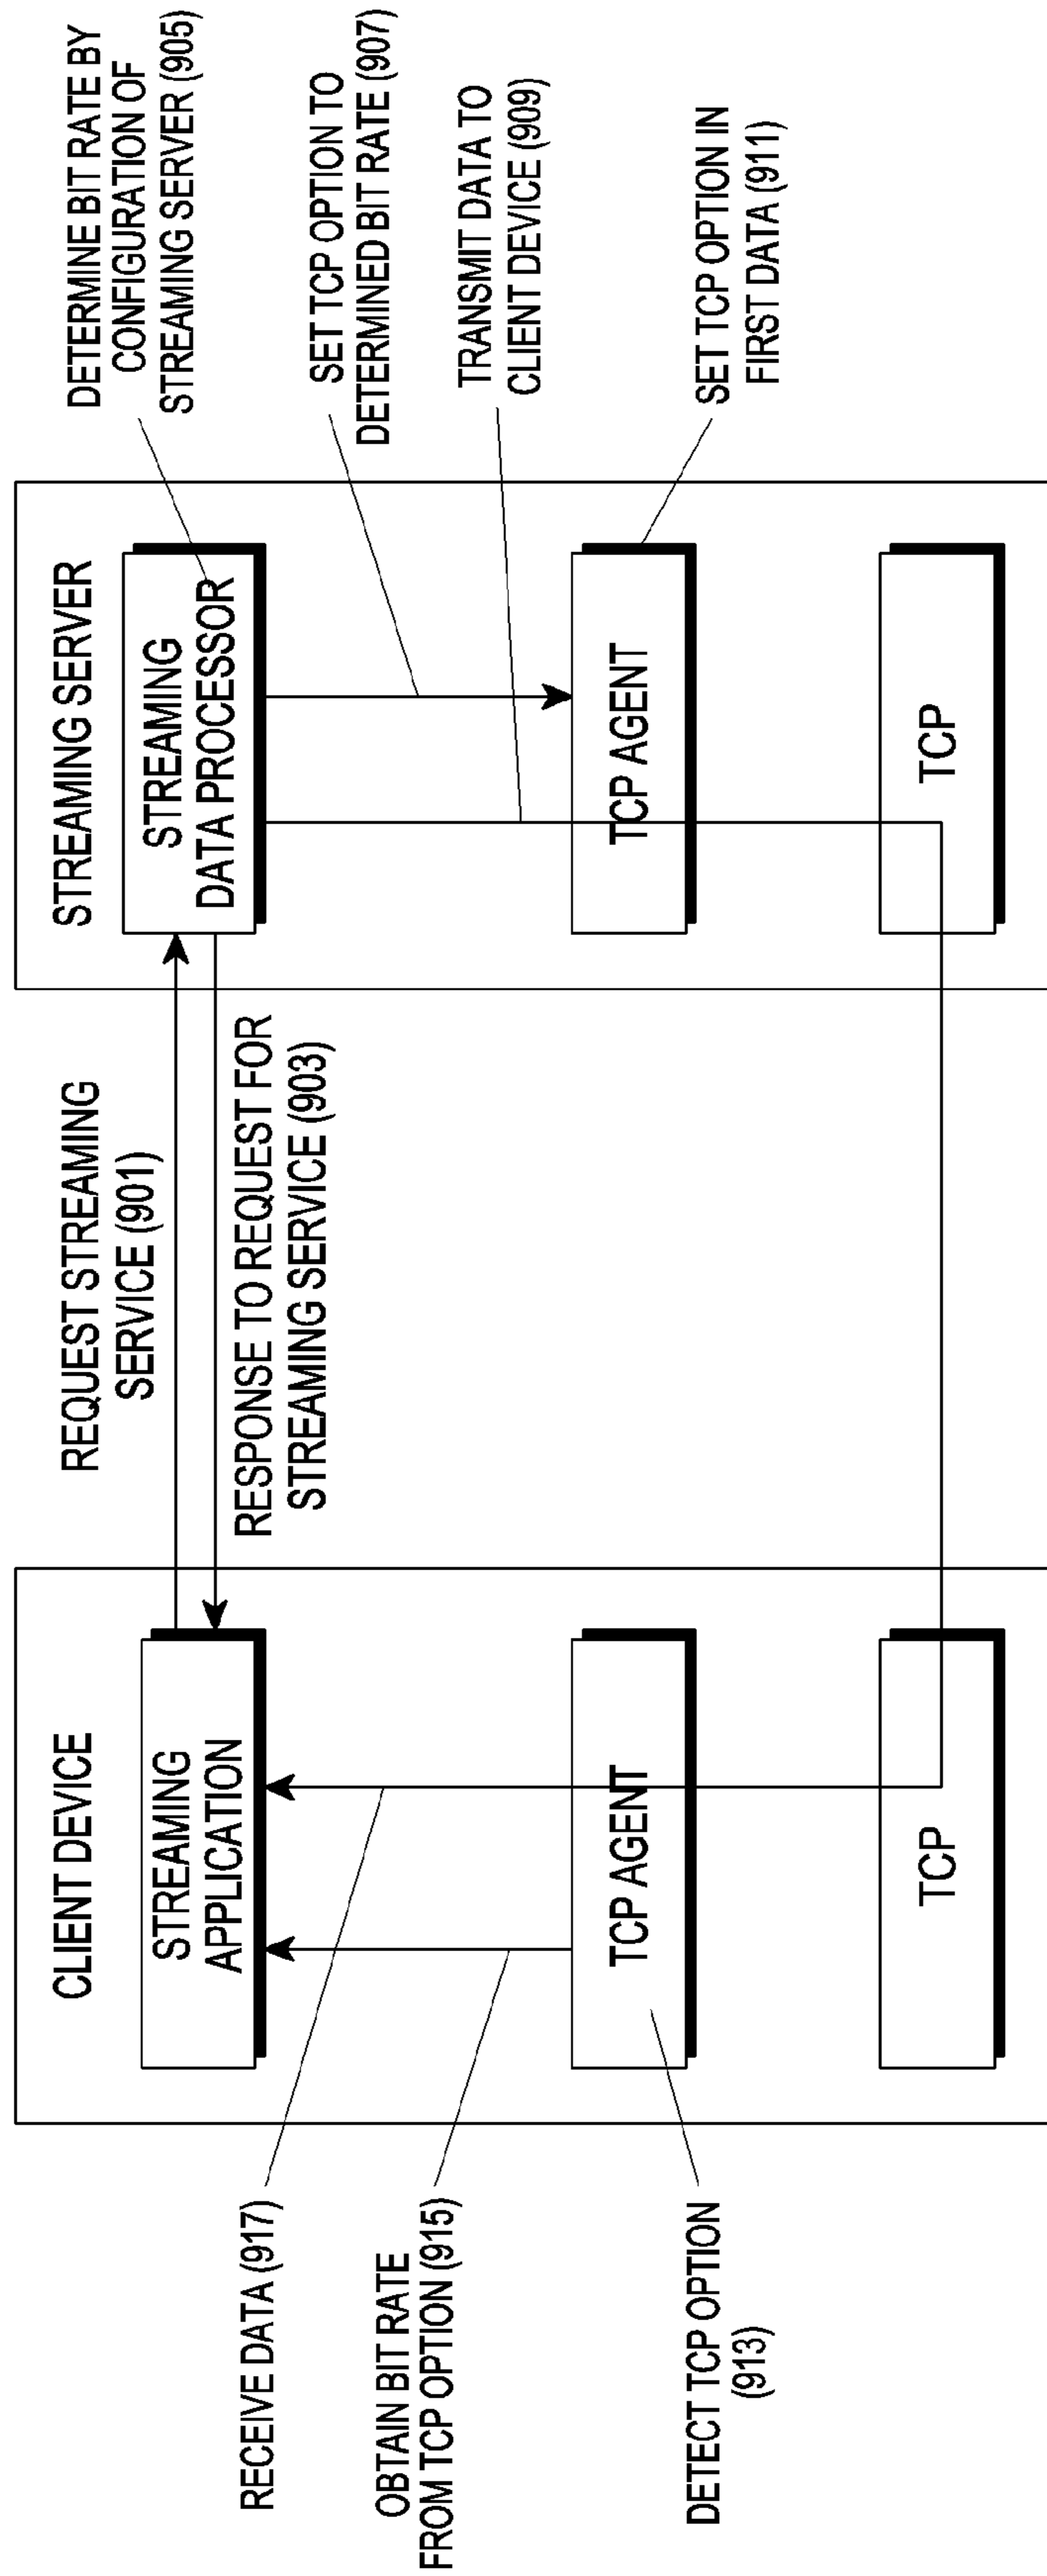 CLIENT DEVICE
STREAMING
APPLICATION
TCP AGENT
TCP
RECEIVE DATA (917)
OBTAIN BIT RATE
FROM TCP OPTION (915)
DETECT TCP OPTION
(913)
REQUEST STREAMING
SERVICE (901)
RESPONSE TO REQUEST FOR
STREAMING SERVICE (903)
STREAMING SERVER
STREAMING
DATA PROCESSOR
TCP AGENT
TCP
DETERMINE BIT RATE BY
CONFIGURATION OF
STREAMING SERVER (905)
SET TCP OPTION TO
DETERMINED BIT RATE (907)
TRANSMIT DATA TO
CLIENT DEVICE (909)
SET TCP OPTION IN
FIRST DATA (911)